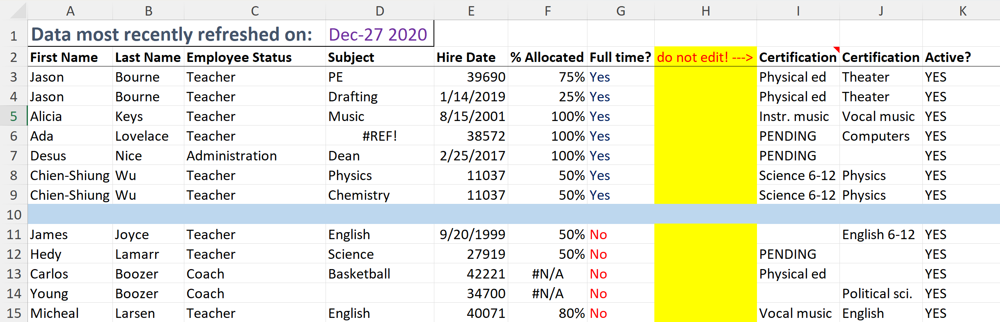 A B C D E F G H I J K
1 Data most recently refreshed on: Dec-27 2020
2 First Name Last Name Employee Status Subject Hire Date % Allocated Full time? do not edit! ---> Certification Certification Active?
3 Jason Bourne Teacher PE 39690 75% Yes Physical ed Theater YES
4 Jason Bourne Teacher Drafting 1/14/2019 25% Yes Physical ed Theater YES
5 Alicia Keys Teacher Music 8/15/2001 100% Yes Instr. music Vocal music YES
6 Ada Lovelace Teacher #REF! 38572 100% Yes PENDING Computers YES
7 Desus Nice Administration Dean 2/25/2017 100% Yes PENDING YES
8 Chien-Shiung Wu Teacher Physics 11037 50% Yes Science 6-12 Physics YES
9 Chien-Shiung Wu Teacher Chemistry 11037 50% Yes Science 6-12 Physics YES
10
11 James Joyce Teacher English 9/20/1999 50% No English 6-12 YES
12 Hedy Lamarr Teacher Science 27919 50% No PENDING YES
13 Carlos Boozer Coach Basketball 42221 #N/A No Physical ed YES
14 Young Boozer Coach 34700 #N/A No Political sci. YES
15 Micheal Larsen Teacher English 40071 80% No Vocal music English YES